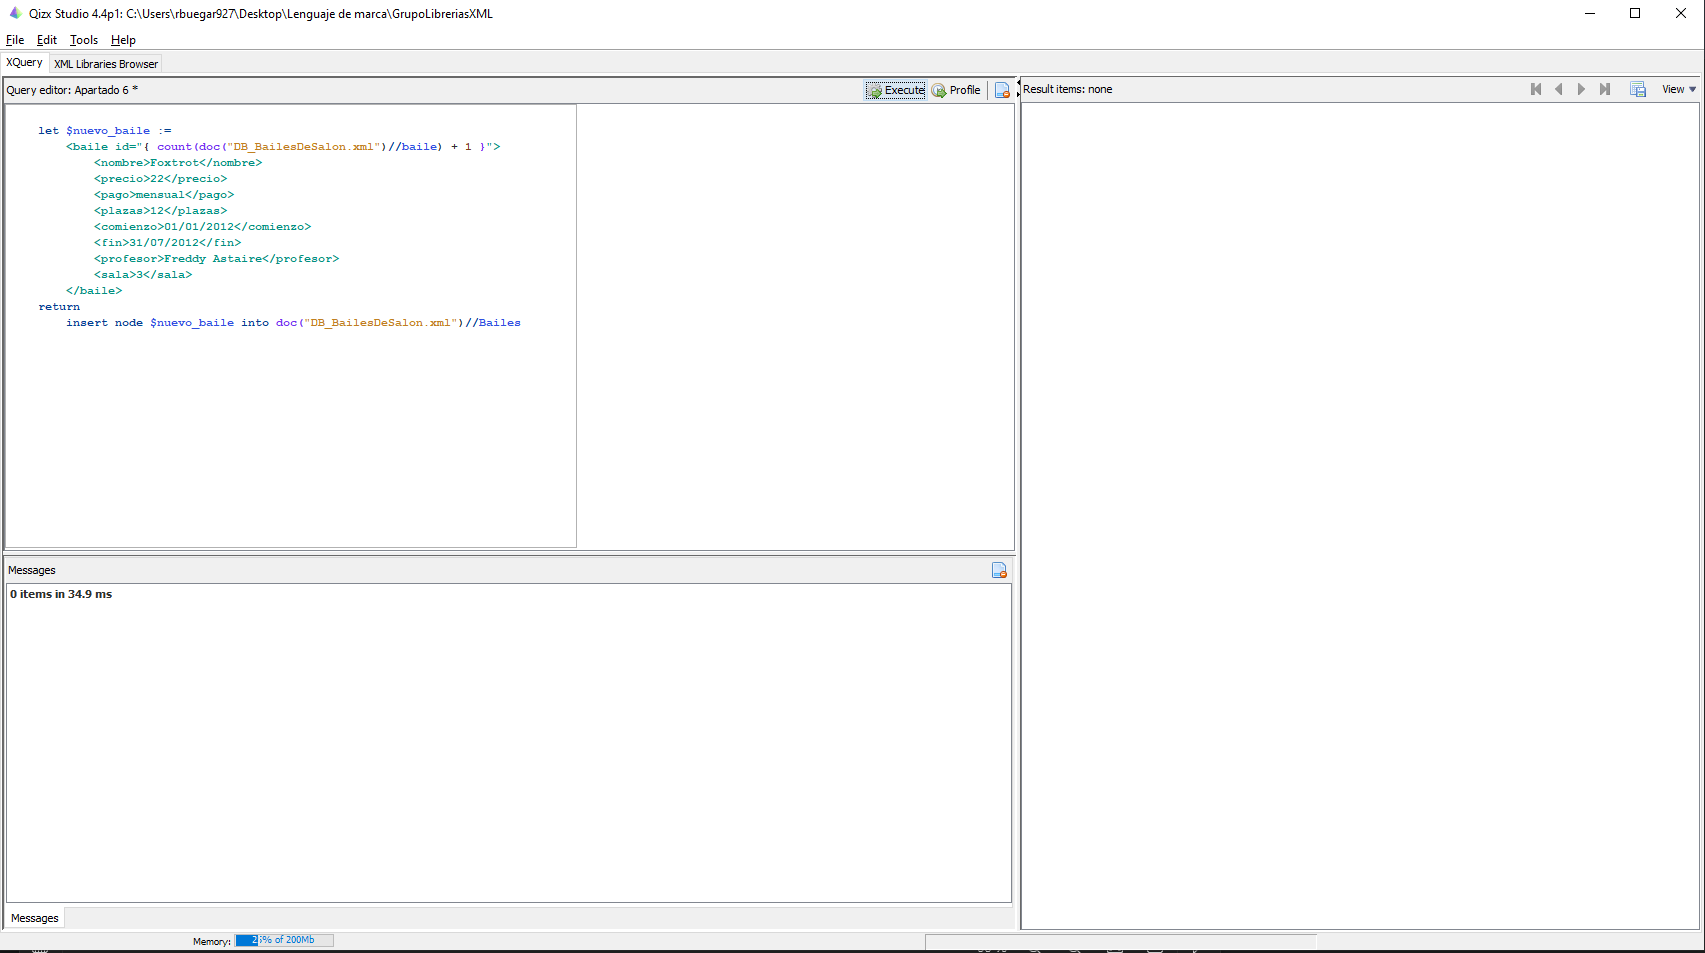 Qizx Studio 4.4p1: C:\Users\rbuegar927\Desktop\Lenguaje de marca\GrupoLibreriasXML
File Edit Tools Help
XQuery XML Libraries Browser
Query editor: Apartado 6 * Execute Profile
let $nuevo_baile :=
<baile id="{ count(doc("DB_BailesDeSalon.xml")//baile) + 1 }">
<nombre>Foxtrot</nombre>
<precio>22</precio>
<pago>mensual</pago>
<plazas>12</plazas>
<comienzo>01/01/2012</comienzo>
<fin>31/07/2012</fin>
<profesor>Freddy Astaire</profesor>
<sala>3</sala>
</baile>
return
insert node $nuevo_baile into doc("DB_BailesDeSalon.xml")//Bailes
Result items: none View
Messages
0 items in 34.9 ms
Messages
Memory: 25% of 200Mb